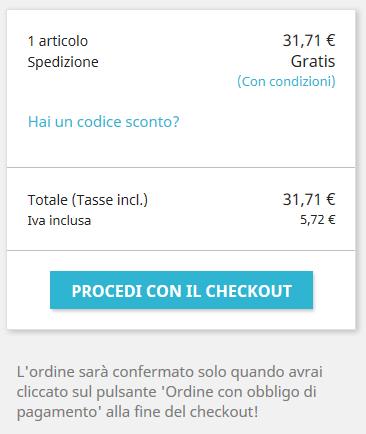 1 articolo 31,71 €
Spedizione Gratis
(Con condizioni)
Hai un codice sconto?
Totale (Tasse incl.) 31,71 €
Iva inclusa 5,72 €
PROCEDI CON IL CHECKOUT
L'ordine sarà confermato solo quando avrai
cliccato sul pulsante 'Ordine con obbligo di
pagamento' alla fine del checkout!